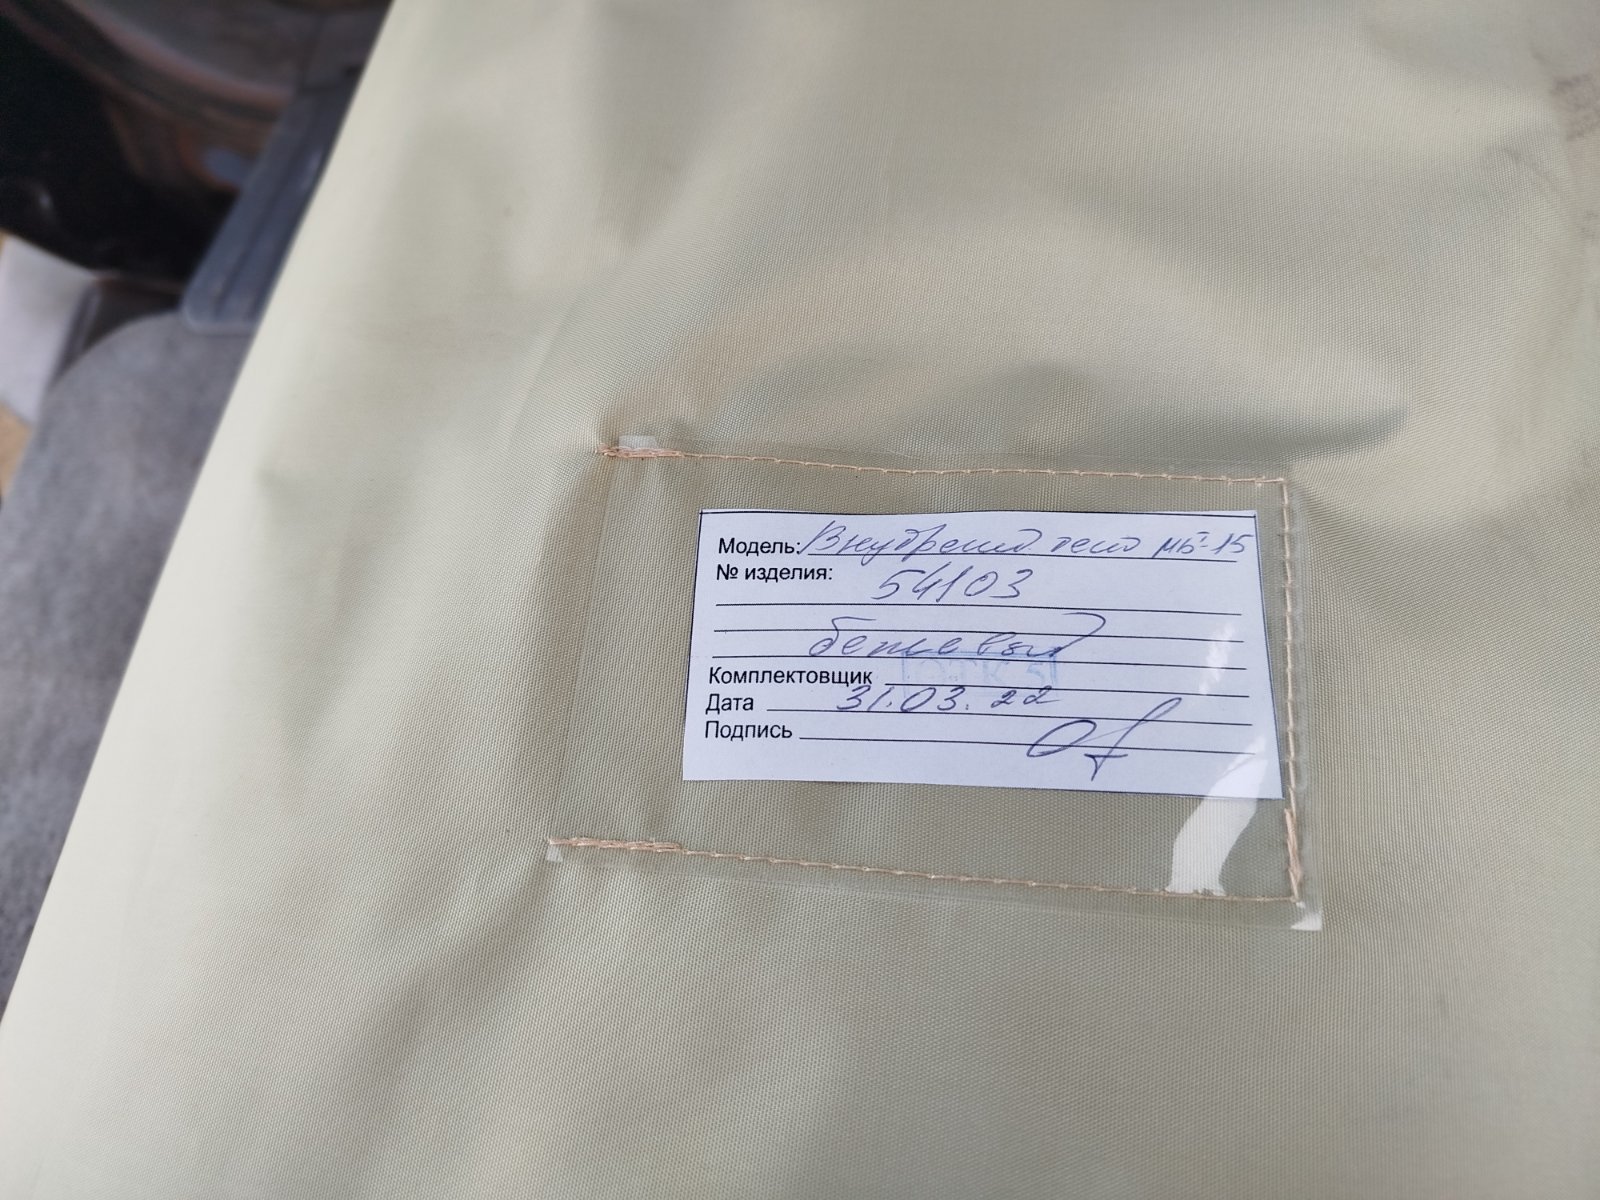 Модель: Внутренний тент МБ-15
№ изделия: 54103
бежевый
ОТК 5
Комплектовщик
Дата 31.03.22
Подпись